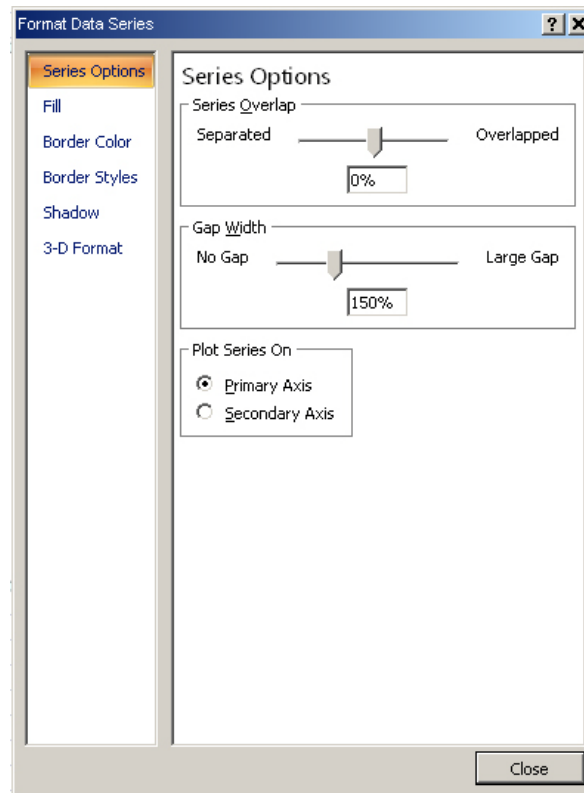 Format Data Series
? X
Series Options
Fill
Border Color
Border Styles
Shadow
3-D Format
Series Options
Series Overlap
Separated Overlapped
0%
Gap Width
No Gap Large Gap
150%
Plot Series On
Primary Axis
Secondary Axis
Close